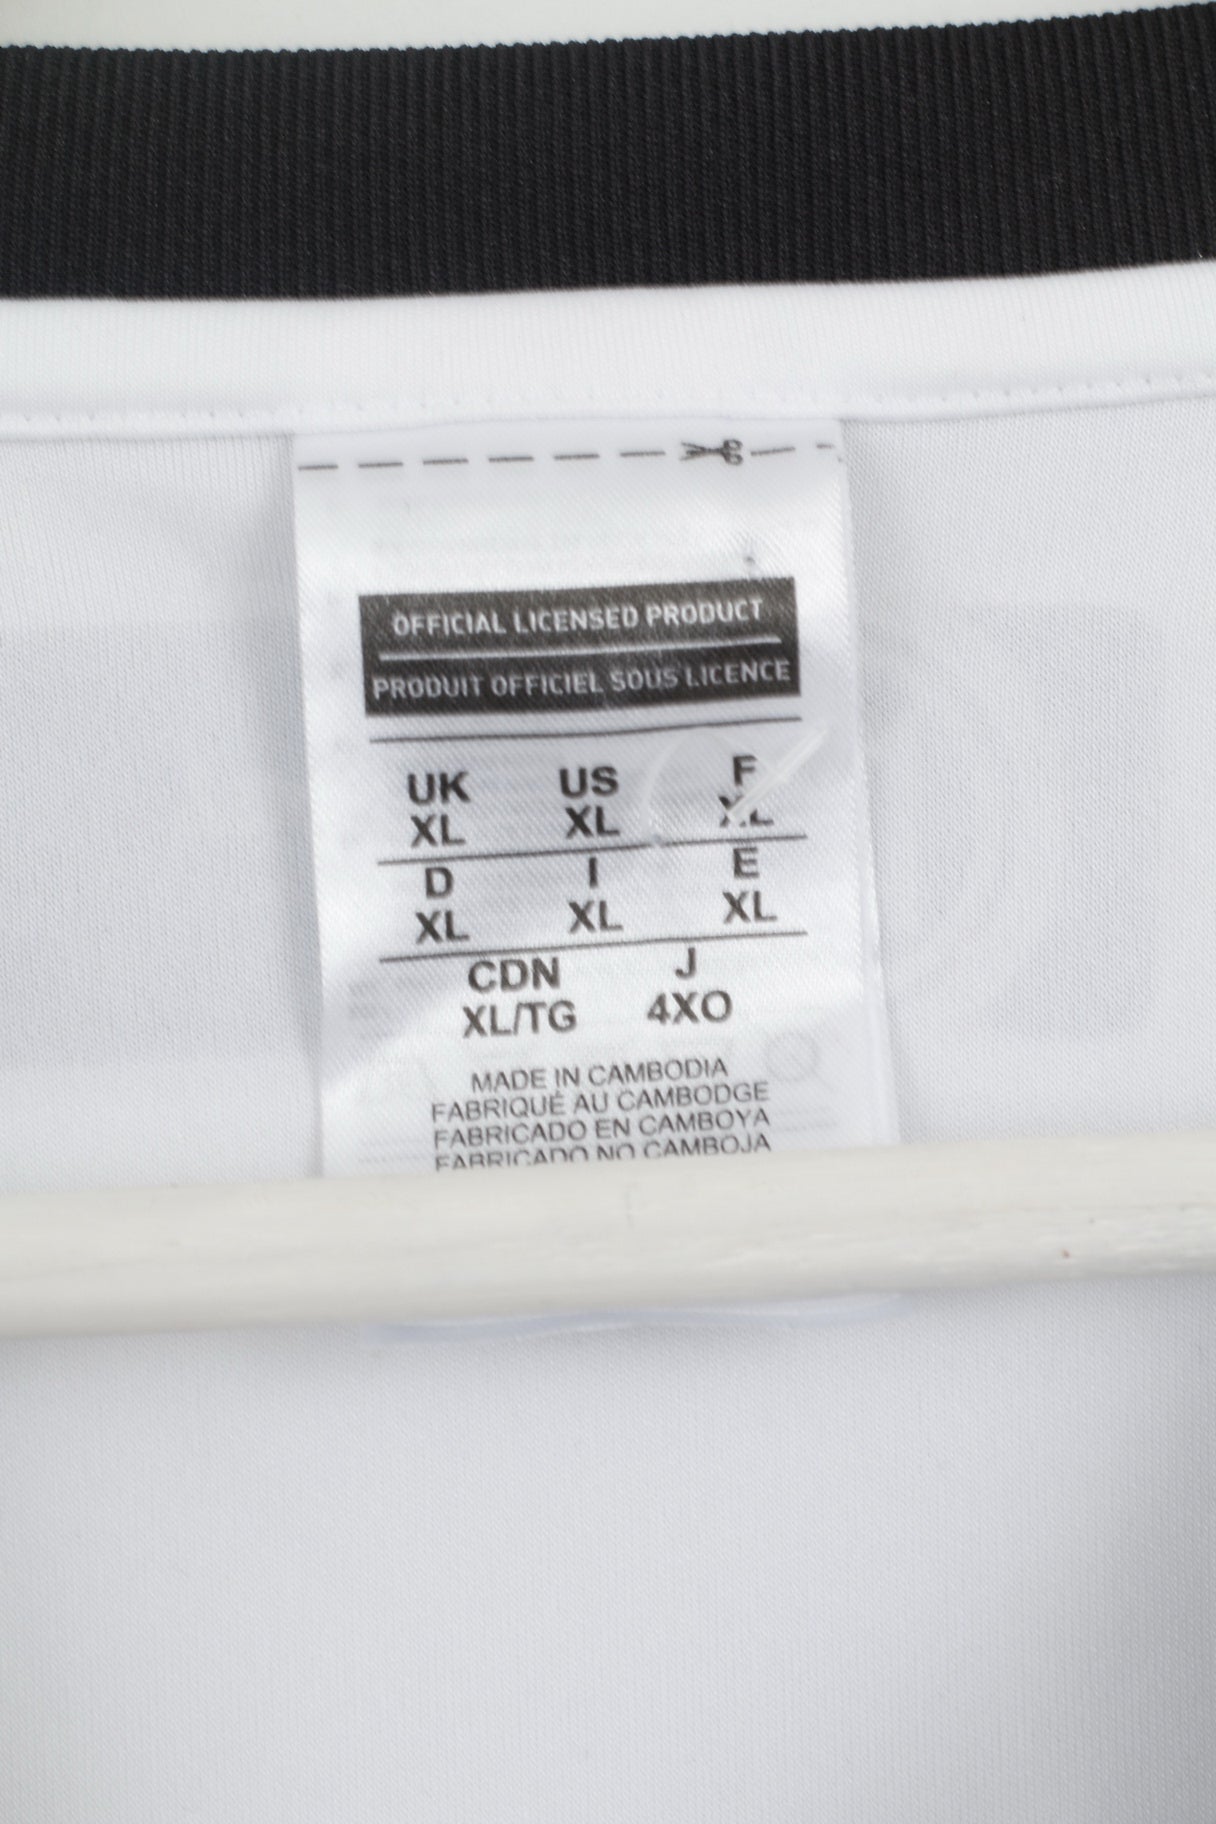 OFFICIAL LICENSED PRODUCT
PRODUIT OFFICIEL SOUS LICENCE
UK US F
XL XL XL
D I E
XL XL XL
CDN J
XL/TG 4XO
MADE IN CAMBODIA
FABRIQUÉ AU CAMBODGE
FABRICADO EN CAMBOYA
FABRICADO NO CAMBOJA